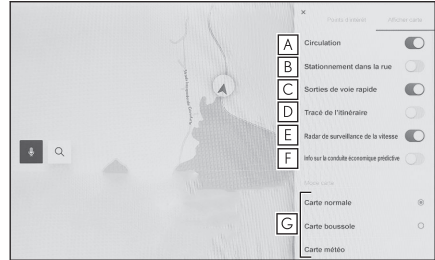 ×
Points d'intérêt
Afficher carte
A Circulation
B Stationnement dans la rue
C Sorties de voie rapide
D Tracé de l'itinéraire
E Radar de surveillance de la vitesse
F Info sur la conduite économique prédictive
Mode carte
Carte normale
G Carte boussole
Carte météo